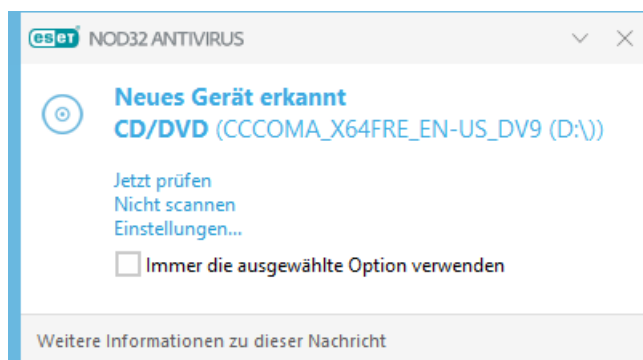 eset NOD32 ANTIVIRUS
Neues Gerät erkannt
CD/DVD (CCCOMA_X64FRE_EN-US_DV9 (D:\))
Jetzt prüfen
Nicht scannen
Einstellungen...
Immer die ausgewählte Option verwenden
Weitere Informationen zu dieser Nachricht